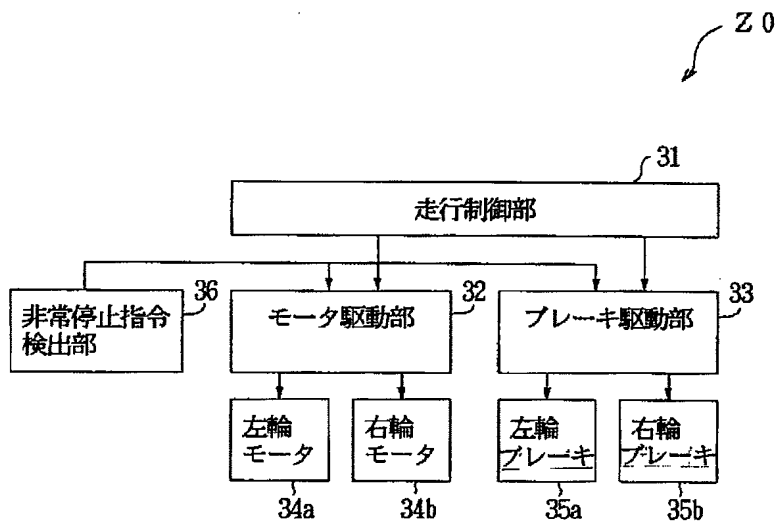 Z0
31
走行制御部
36
非常停止指令
検出部
32
モータ駆動部
33
ブレーキ駆動部
左輪
モータ
右輪
モータ
左輪
ブレーキ
右輪
ブレーキ
34a
34b
35a
35b